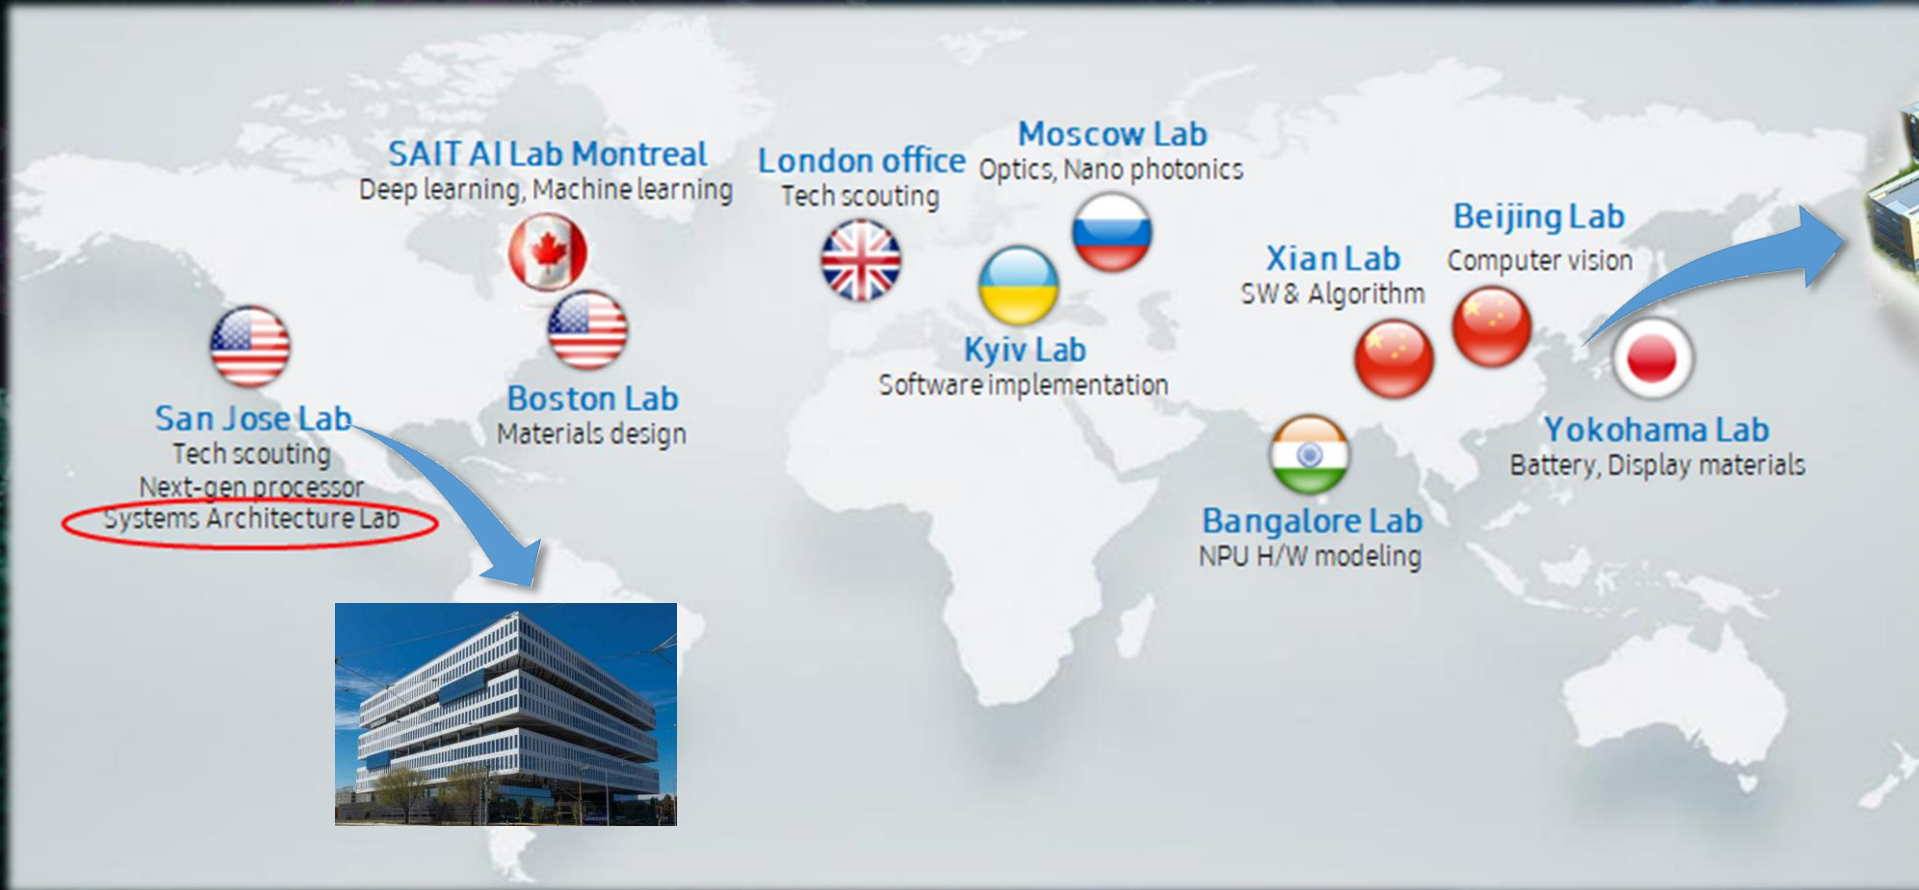 SAIT AI Lab Montreal
Deep learning, Machine learning
London office
Tech scouting
Moscow Lab
Optics, Nano photonics
Beijing Lab
Computer vision
Xian Lab
SW & Algorithm
Kyiv Lab
Software implementation
San Jose Lab
Tech scouting
Next-gen processor
Systems Architecture Lab
Boston Lab
Materials design
Yokohama Lab
Battery, Display materials
Bangalore Lab
NPU H/W modeling
SAMSUNG